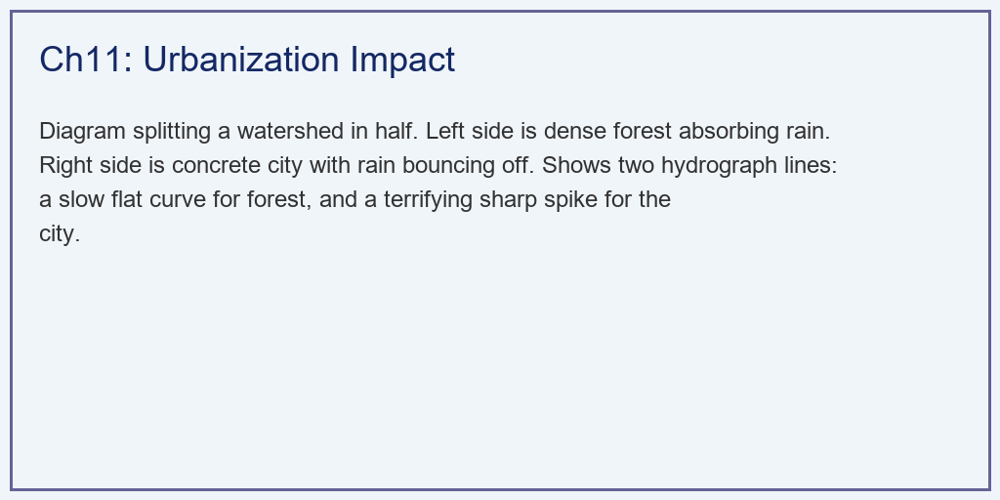 Ch11: Urbanization Impact
Diagram splitting a watershed in half. Left side is dense forest absorbing rain.
Right side is concrete city with rain bouncing off. Shows two hydrograph lines:
a slow flat curve for forest, and a terrifying sharp spike for the
city.